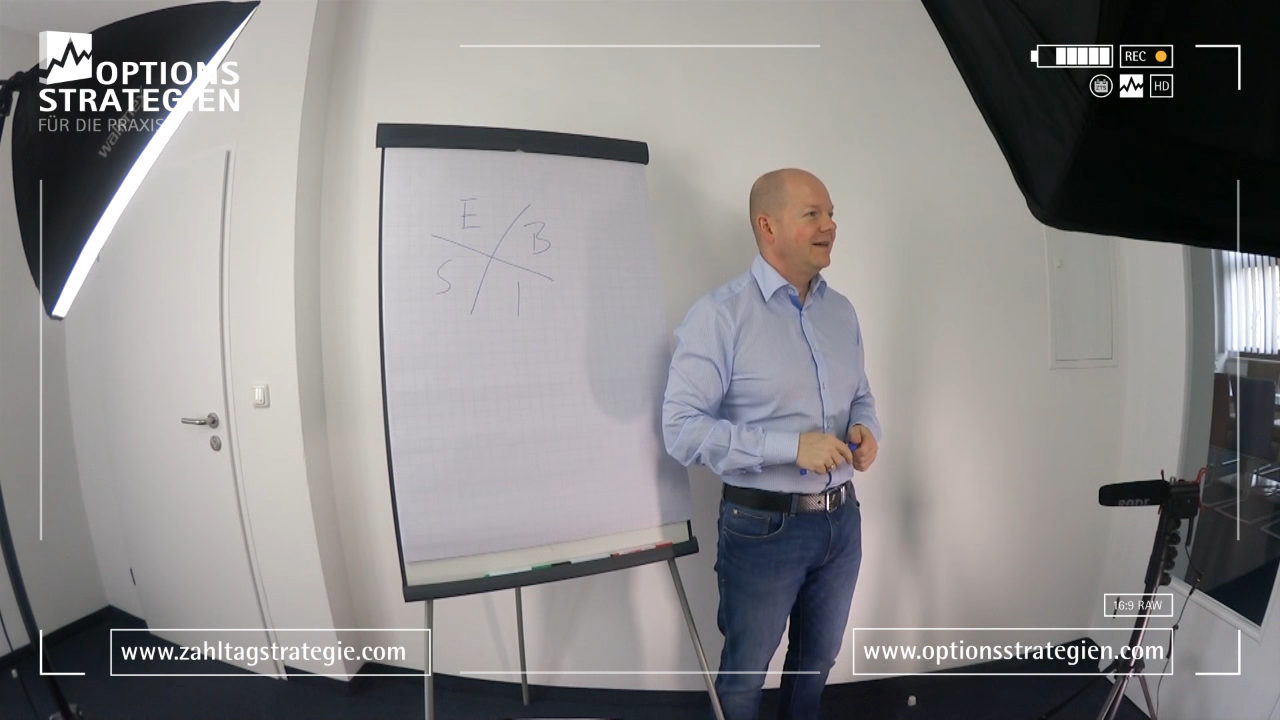 OPTIONS
STRATEGIEN
FÜR DIE PRAXIS
REC
HD
E
B
S
I
16:9 RAW
www.zahltagstrategie.com
www.optionsstrategien.com